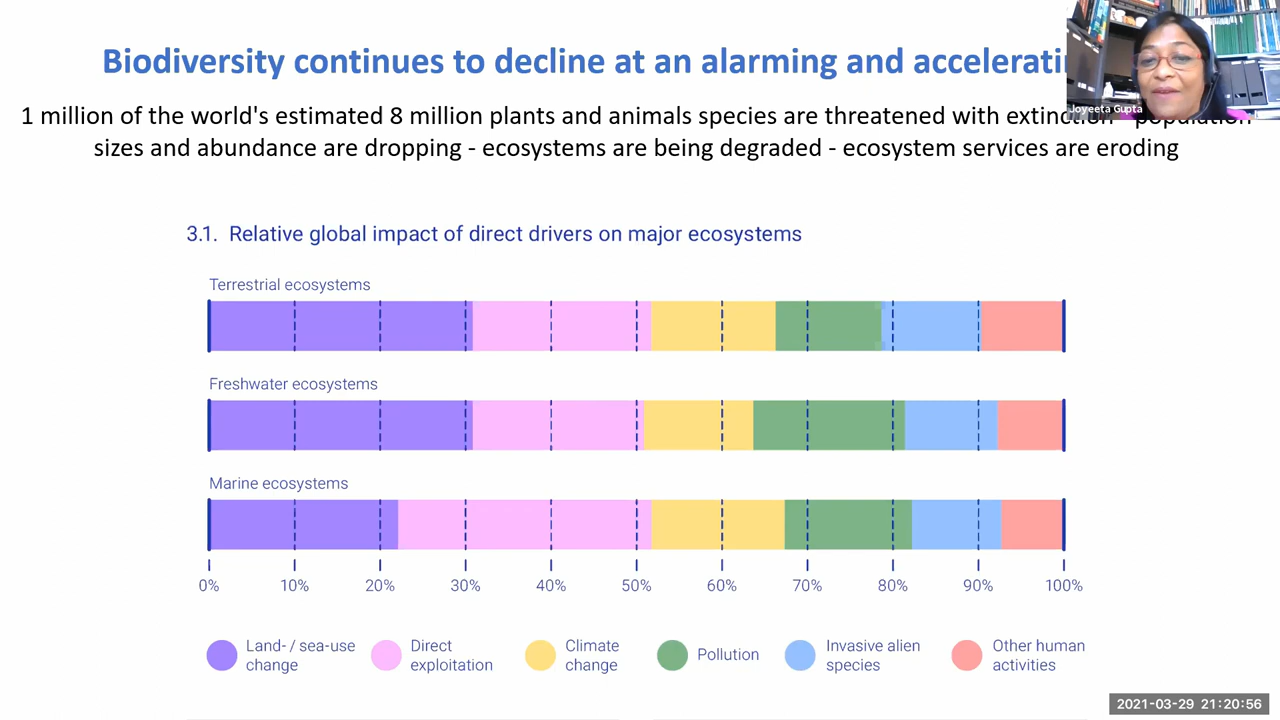 Biodiversity continues to decline at an alarming and
Joyeeta Gupta
1 million of the world's estimated 8 million plants and animals species are threatened with extinction - population
sizes and abundance are dropping - ecosystems are being degraded - ecosystem services are eroding
3.1. Relative global impact of direct drivers on major ecosystems
Terrestrial ecosystems
Freshwater ecosystems
Marine ecosystems
0% 10% 20% 30% 40% 50% 60% 70% 80% 90% 100%
Land- / sea-use change
Direct exploitation
Climate change
Pollution
Invasive alien species
Other human activities
2021-03-29 21:20:56